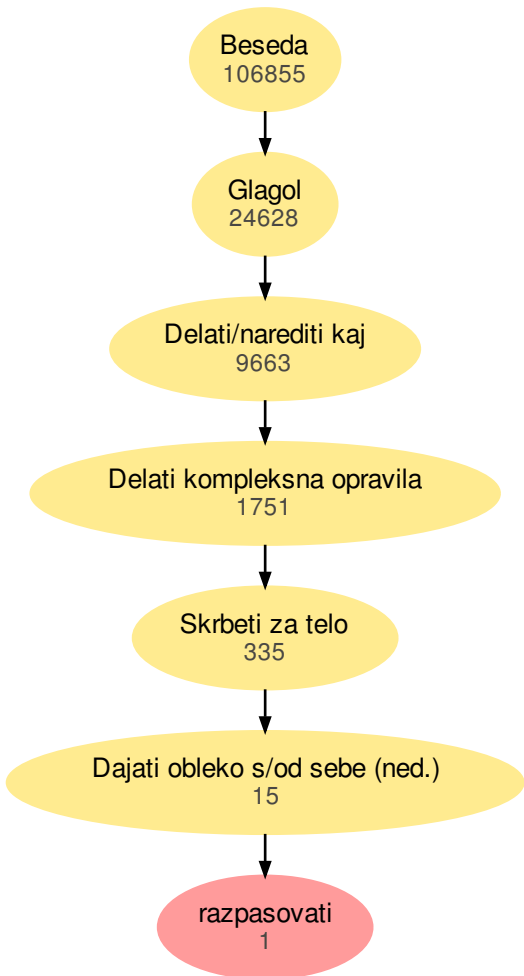 Beseda
106855
Glagol
24628
Delati/narediti kaj
9663
Delati kompleksna opravila
1751
Skrbeti za telo
335
Dajati obleko s/od sebe (ned.)
15
razpasovati
1